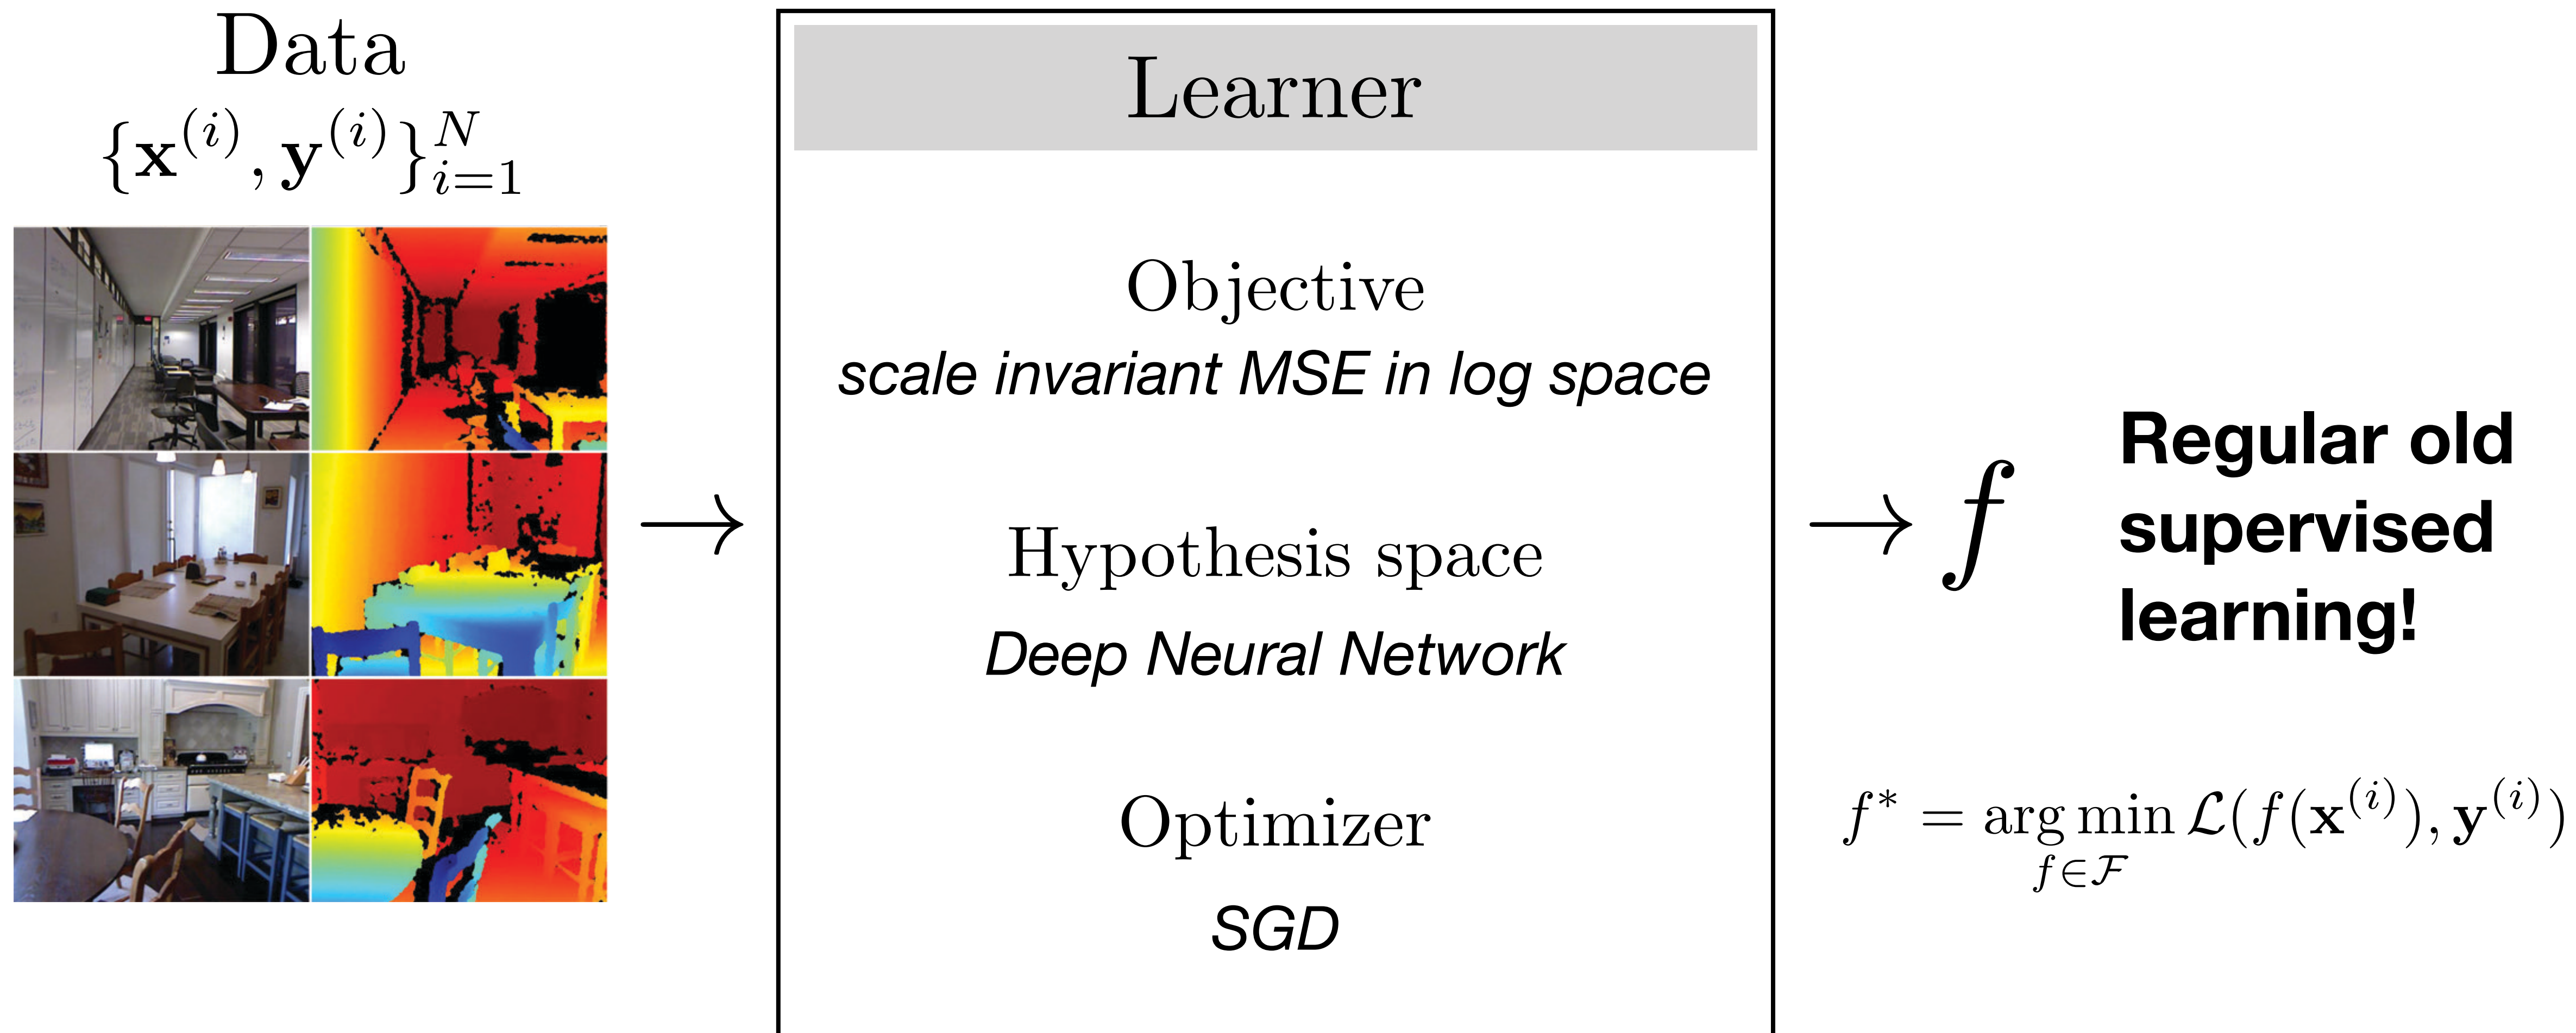 Data
{x^(i), y^(i)}_{i=1}^N
Learner
Objective
scale invariant MSE in log space
Hypothesis space
Deep Neural Network
Optimizer
SGD
→
→ f
Regular old
supervised
learning!
f* = arg min_{f∈ℱ} ℒ(f(x^(i)), y^(i))